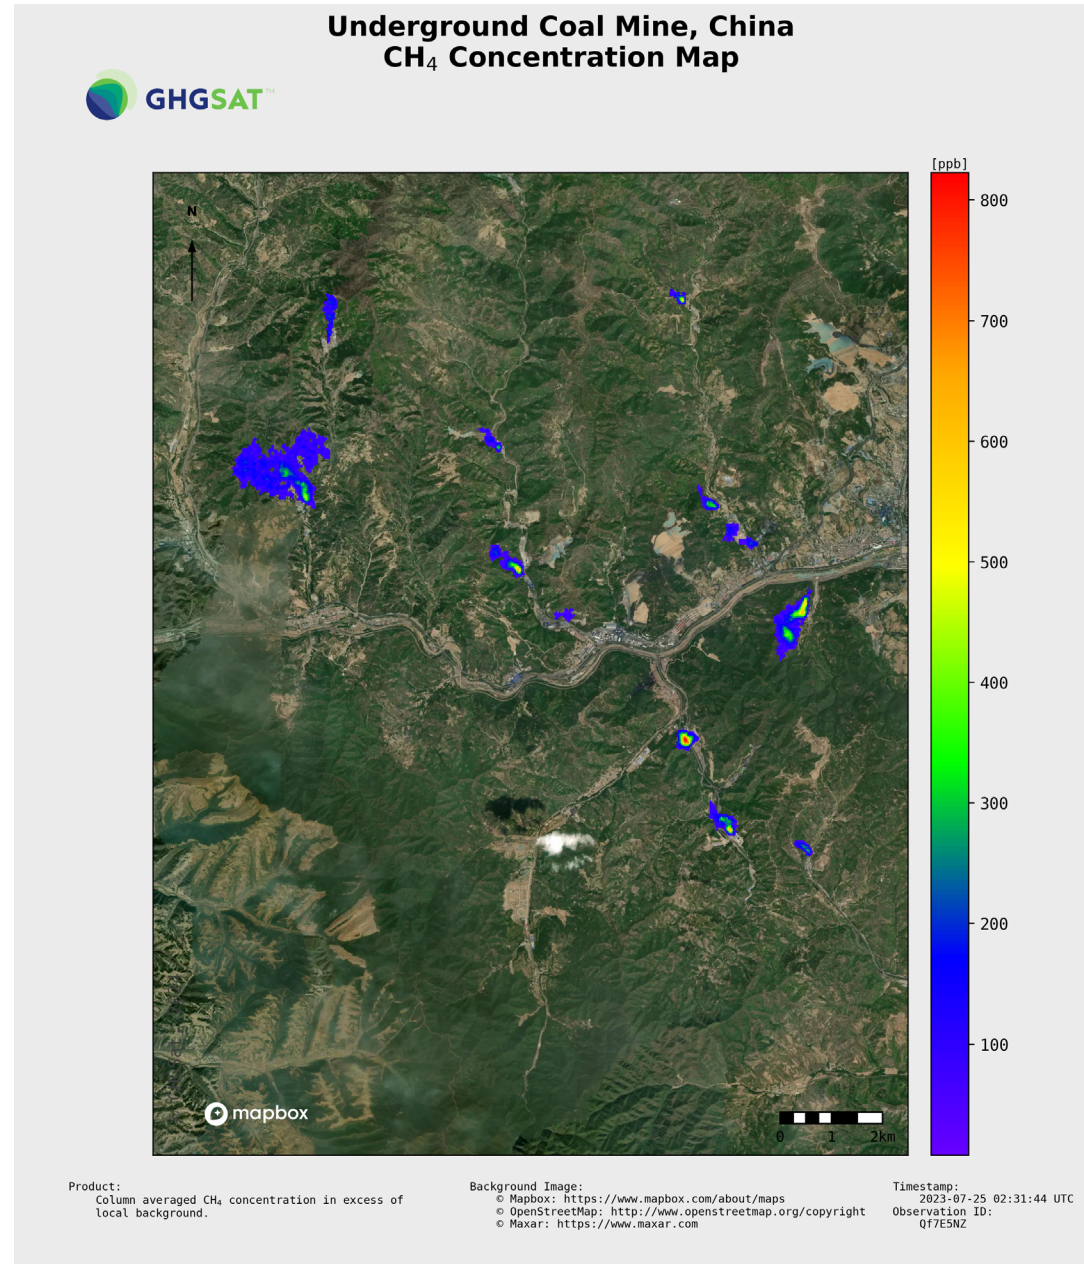 Underground Coal Mine, China
CH₄ Concentration Map
GHGSAT™
[ppb]
N
800
700
600
500
400
300
200
100
mapbox
0 1 2km
Product:
Column averaged CH₄ concentration in excess of
local background.
Background Image:
© Mapbox: https://www.mapbox.com/about/maps
© OpenStreetMap: http://www.openstreetmap.org/copyright
© Maxar: https://www.maxar.com
Timestamp:
2023-07-25 02:31:44 UTC
Observation ID:
Qf7E5NZ